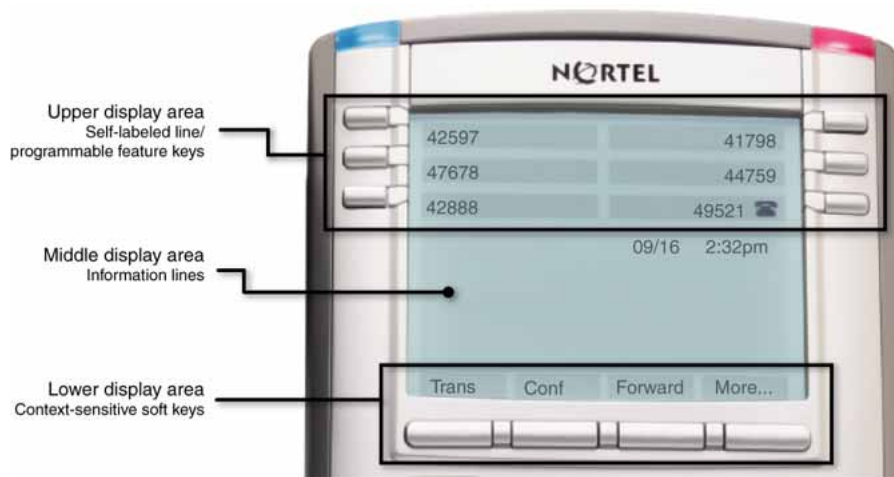 NORTEL
Upper display area
Self-labeled line/
programmable feature keys
42597 41798
47678 44759
42888 49521
09/16 2:32pm
Middle display area
Information lines
Trans Conf Forward More...
Lower display area
Context-sensitive soft keys